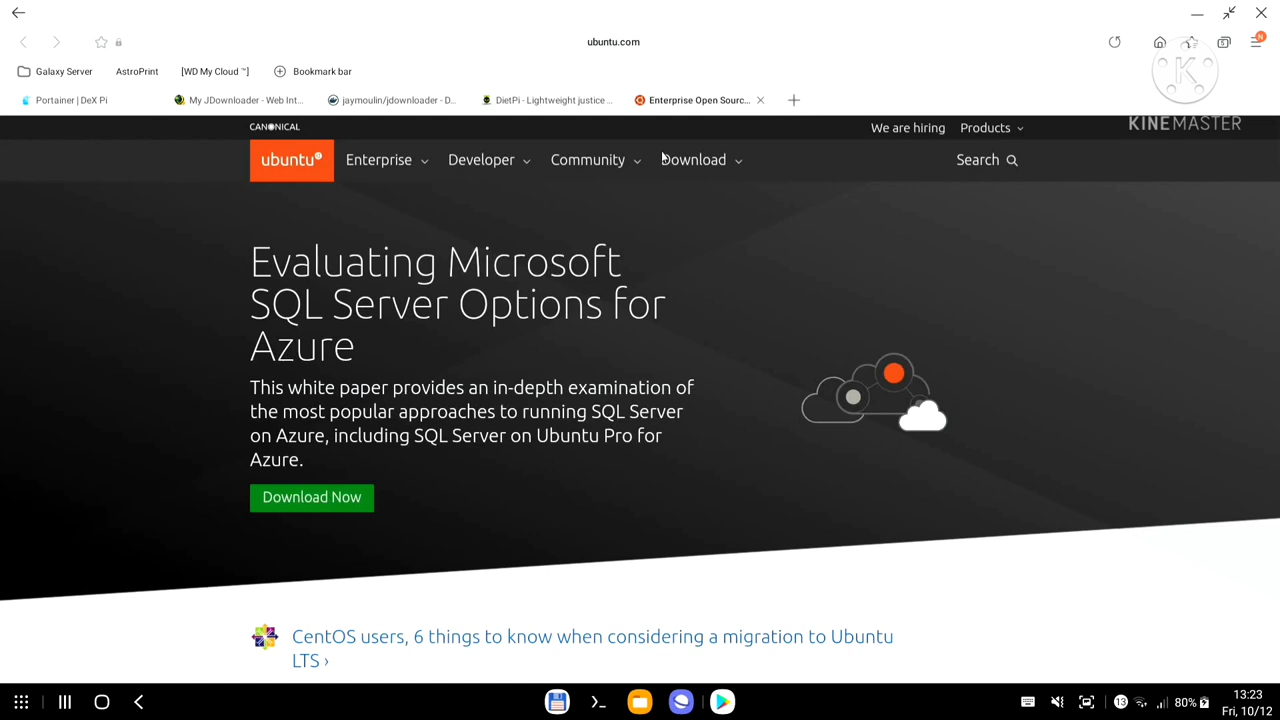 ubuntu.com
5
N
Galaxy Server AstroPrint [WD My Cloud ™] Bookmark bar
Portainer | DeX Pi My JDownloader - Web Int... jaymoulin/jdownloader - D... DietPi - Lightweight justice ... Enterprise Open Sourc...
K
KINEMASTER
CANONICAL We are hiring Products
ubuntu® Enterprise Developer Community Download Search
Evaluating Microsoft
SQL Server Options for
Azure
This white paper provides an in-depth examination of
the most popular approaches to running SQL Server
on Azure, including SQL Server on Ubuntu Pro for
Azure.
Download Now
CentOS users, 6 things to know when considering a migration to Ubuntu
LTS ›
13 80% 13:23
Fri, 10/12